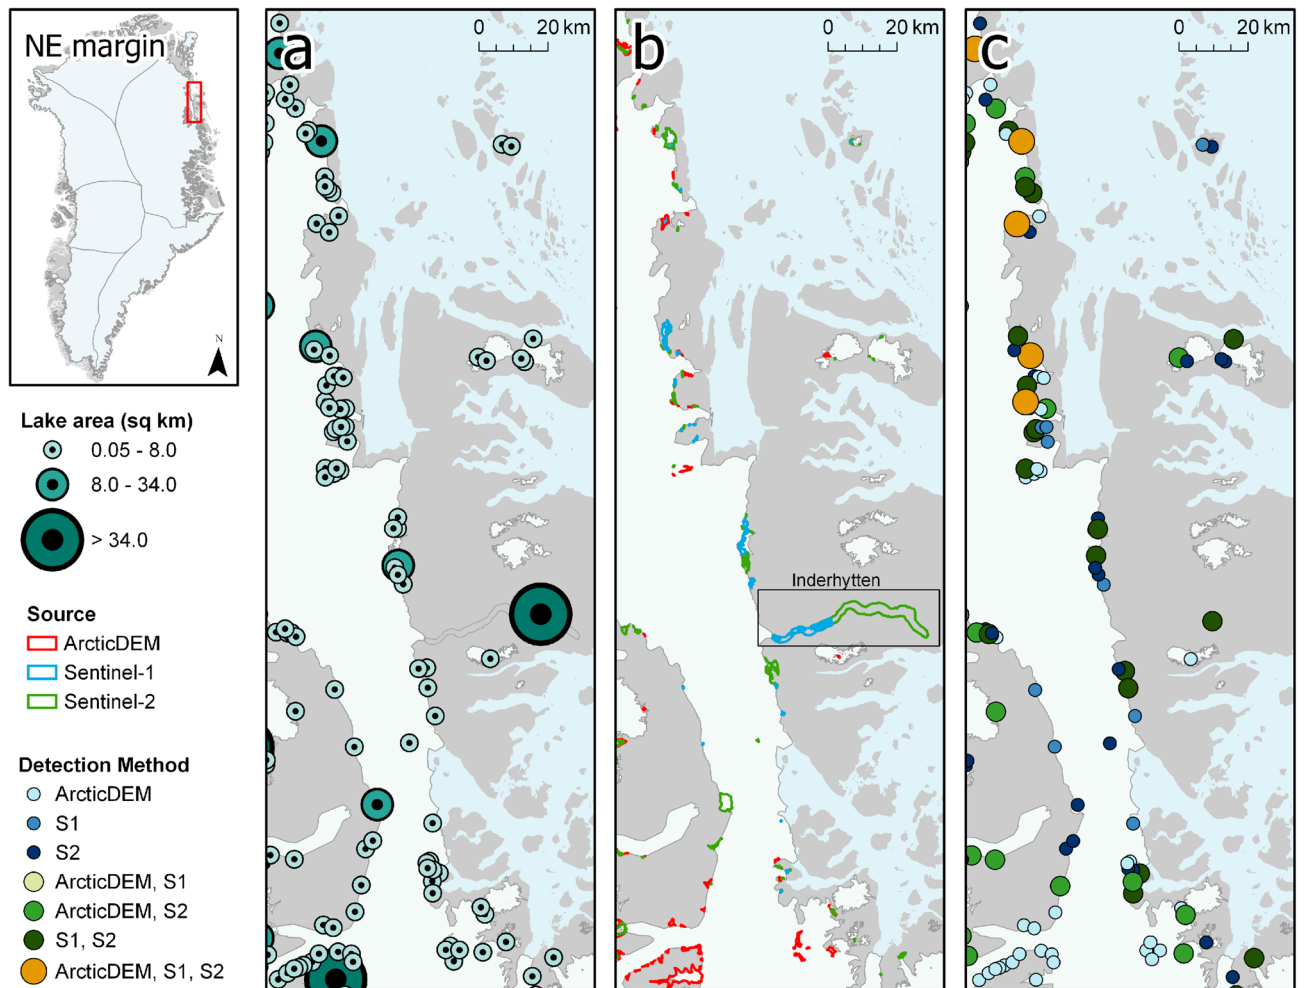 NE margin
N
Lake area (sq km)
0.05 - 8.0
8.0 - 34.0
> 34.0
Source
ArcticDEM
Sentinel-1
Sentinel-2
Detection Method
ArcticDEM
S1
S2
ArcticDEM, S1
ArcticDEM, S2
S1, S2
ArcticDEM, S1, S2
a
0 20 km
b
0 20 km
Inderhytten
c
0 20 km